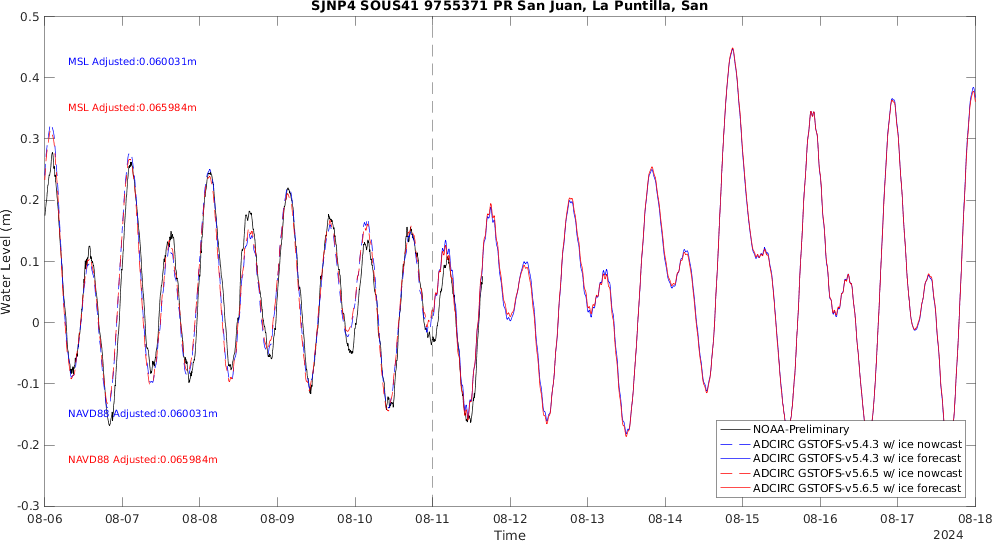 SJNP4 SOUS41 9755371 PR San Juan, La Puntilla, San
0.5
0.4
0.3
0.2
0.1
0
-0.1
-0.2
-0.3
Water Level (m)
MSL Adjusted:0.060031m
MSL Adjusted:0.065984m
NAVD88 Adjusted:0.060031m
NAVD88 Adjusted:0.065984m
NOAA-Preliminary
ADCIRC GSTOFS-v5.4.3 w/ ice nowcast
ADCIRC GSTOFS-v5.4.3 w/ ice forecast
ADCIRC GSTOFS-v5.6.5 w/ ice nowcast
ADCIRC GSTOFS-v5.6.5 w/ ice forecast
08-06 08-07 08-08 08-09 08-10 08-11 08-12 08-13 08-14 08-15 08-16 08-17 08-18
Time
2024